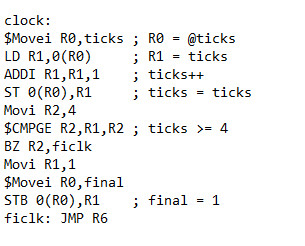 clock:
$Movei R0,ticks ; R0 = @ticks
LD R1,0(R0)     ; R1 = ticks
ADDI R1,R1,1    ; ticks++
ST 0(R0),R1     ; ticks = ticks
Movi R2,4
$CMPGE R2,R1,R2 ; ticks >= 4
BZ R2,ficlk
Movi R1,1
$Movei R0,final
STB 0(R0),R1    ; final = 1
ficlk: JMP R6